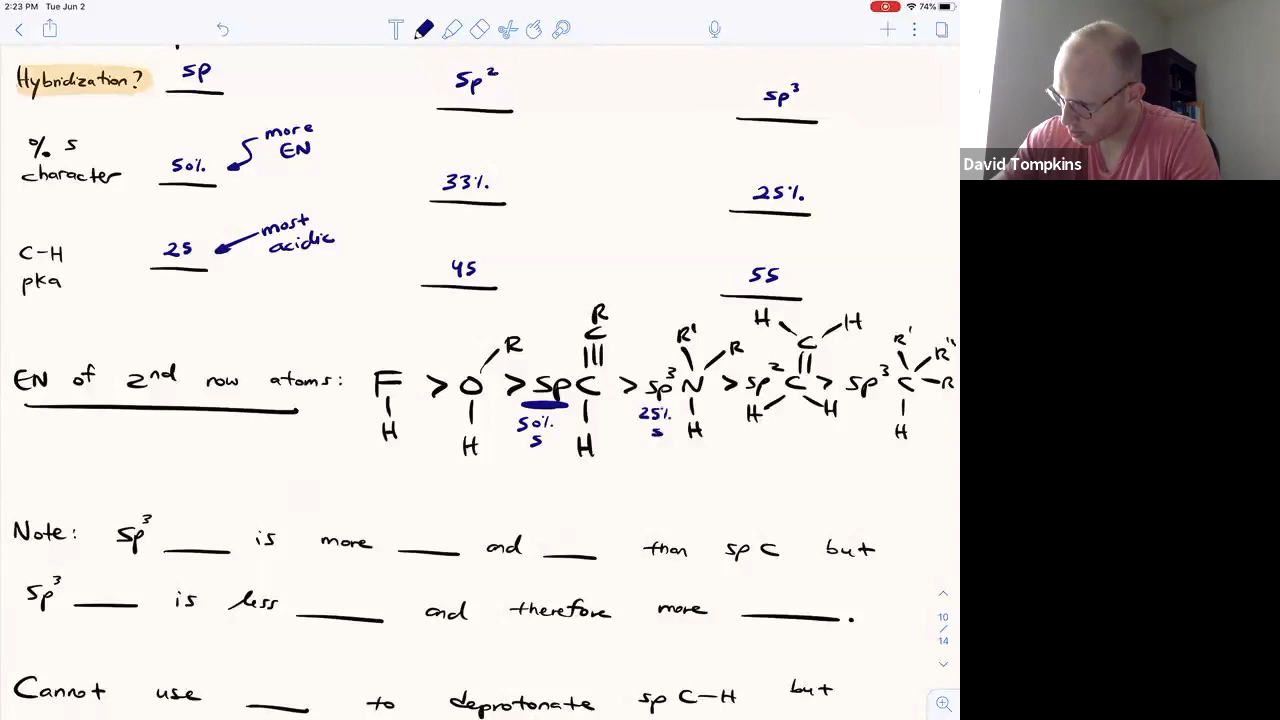 2:23 PM Tue Jun 2
74%
Hybridization? sp sp² sp³
% s character 50% more EN 33% 25%
C-H pka 25 most acidic 45 55
R
H C H R' R''
R C R' R C
EN of 2nd row atoms: F > O > sp C > sp³ N > sp² C > sp³ C R
50% s 25% s
H H H H H H H
Note: sp³ ____ is more ____ and ____ than sp C but
sp³ ____ is less ____ and therefore more ____.
Cannot use ____ to deprotonate sp C-H but
10
/
14
David Tompkins